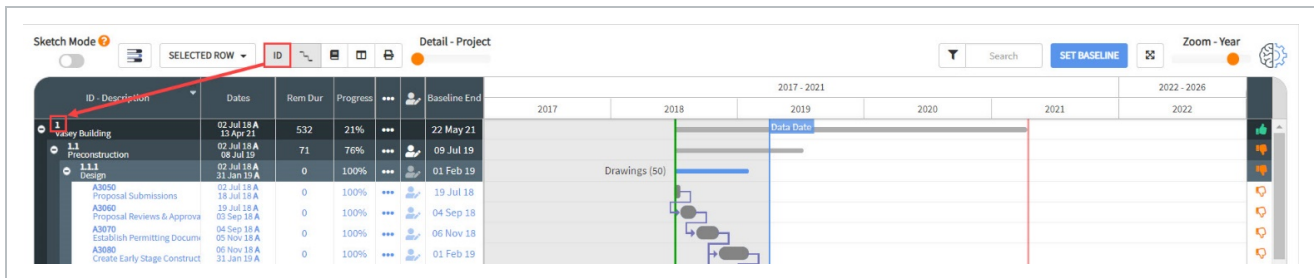 Sketch Mode
SELECTED ROW
ID
Detail - Project
Search
SET BASELINE
Zoom - Year
ID - Description
Dates
Rem Dur
Progress
Baseline End
2017 - 2021
2022 - 2026
2017
2018
2019
2020
2021
2022
1
Vasey Building
02 Jul 18 A
13 Apr 21
532
21%
22 May 21
Data Date
1.1
Preconstruction
02 Jul 18 A
08 Jul 19
71
76%
09 Jul 19
1.1.1
Design
02 Jul 18 A
31 Jan 19 A
0
100%
01 Feb 19
Drawings (50)
A3050
Proposal Submissions
02 Jul 18 A
18 Jul 18 A
0
100%
19 Jul 18
A3060
Proposal Reviews & Approva
19 Jul 18 A
03 Sep 18 A
0
100%
04 Sep 18
A3070
Establish Permitting Docume
04 Sep 18 A
05 Nov 18 A
0
100%
06 Nov 18
A3080
Create Early Stage Construct
06 Nov 18 A
31 Jan 19 A
0
100%
01 Feb 19